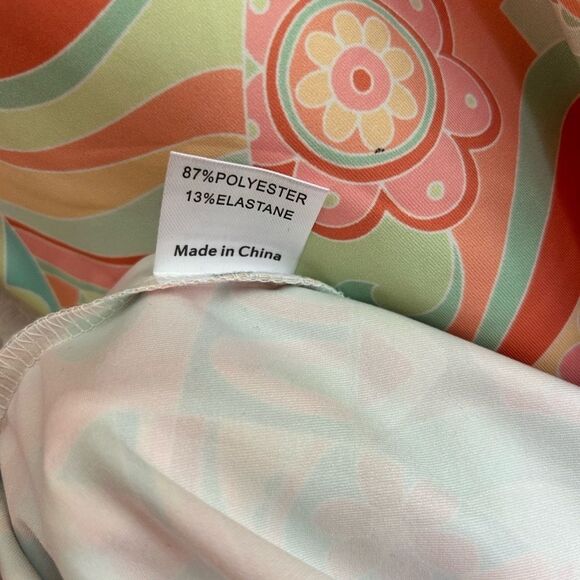 87%POLYESTER
13%ELASTANE
Made in China